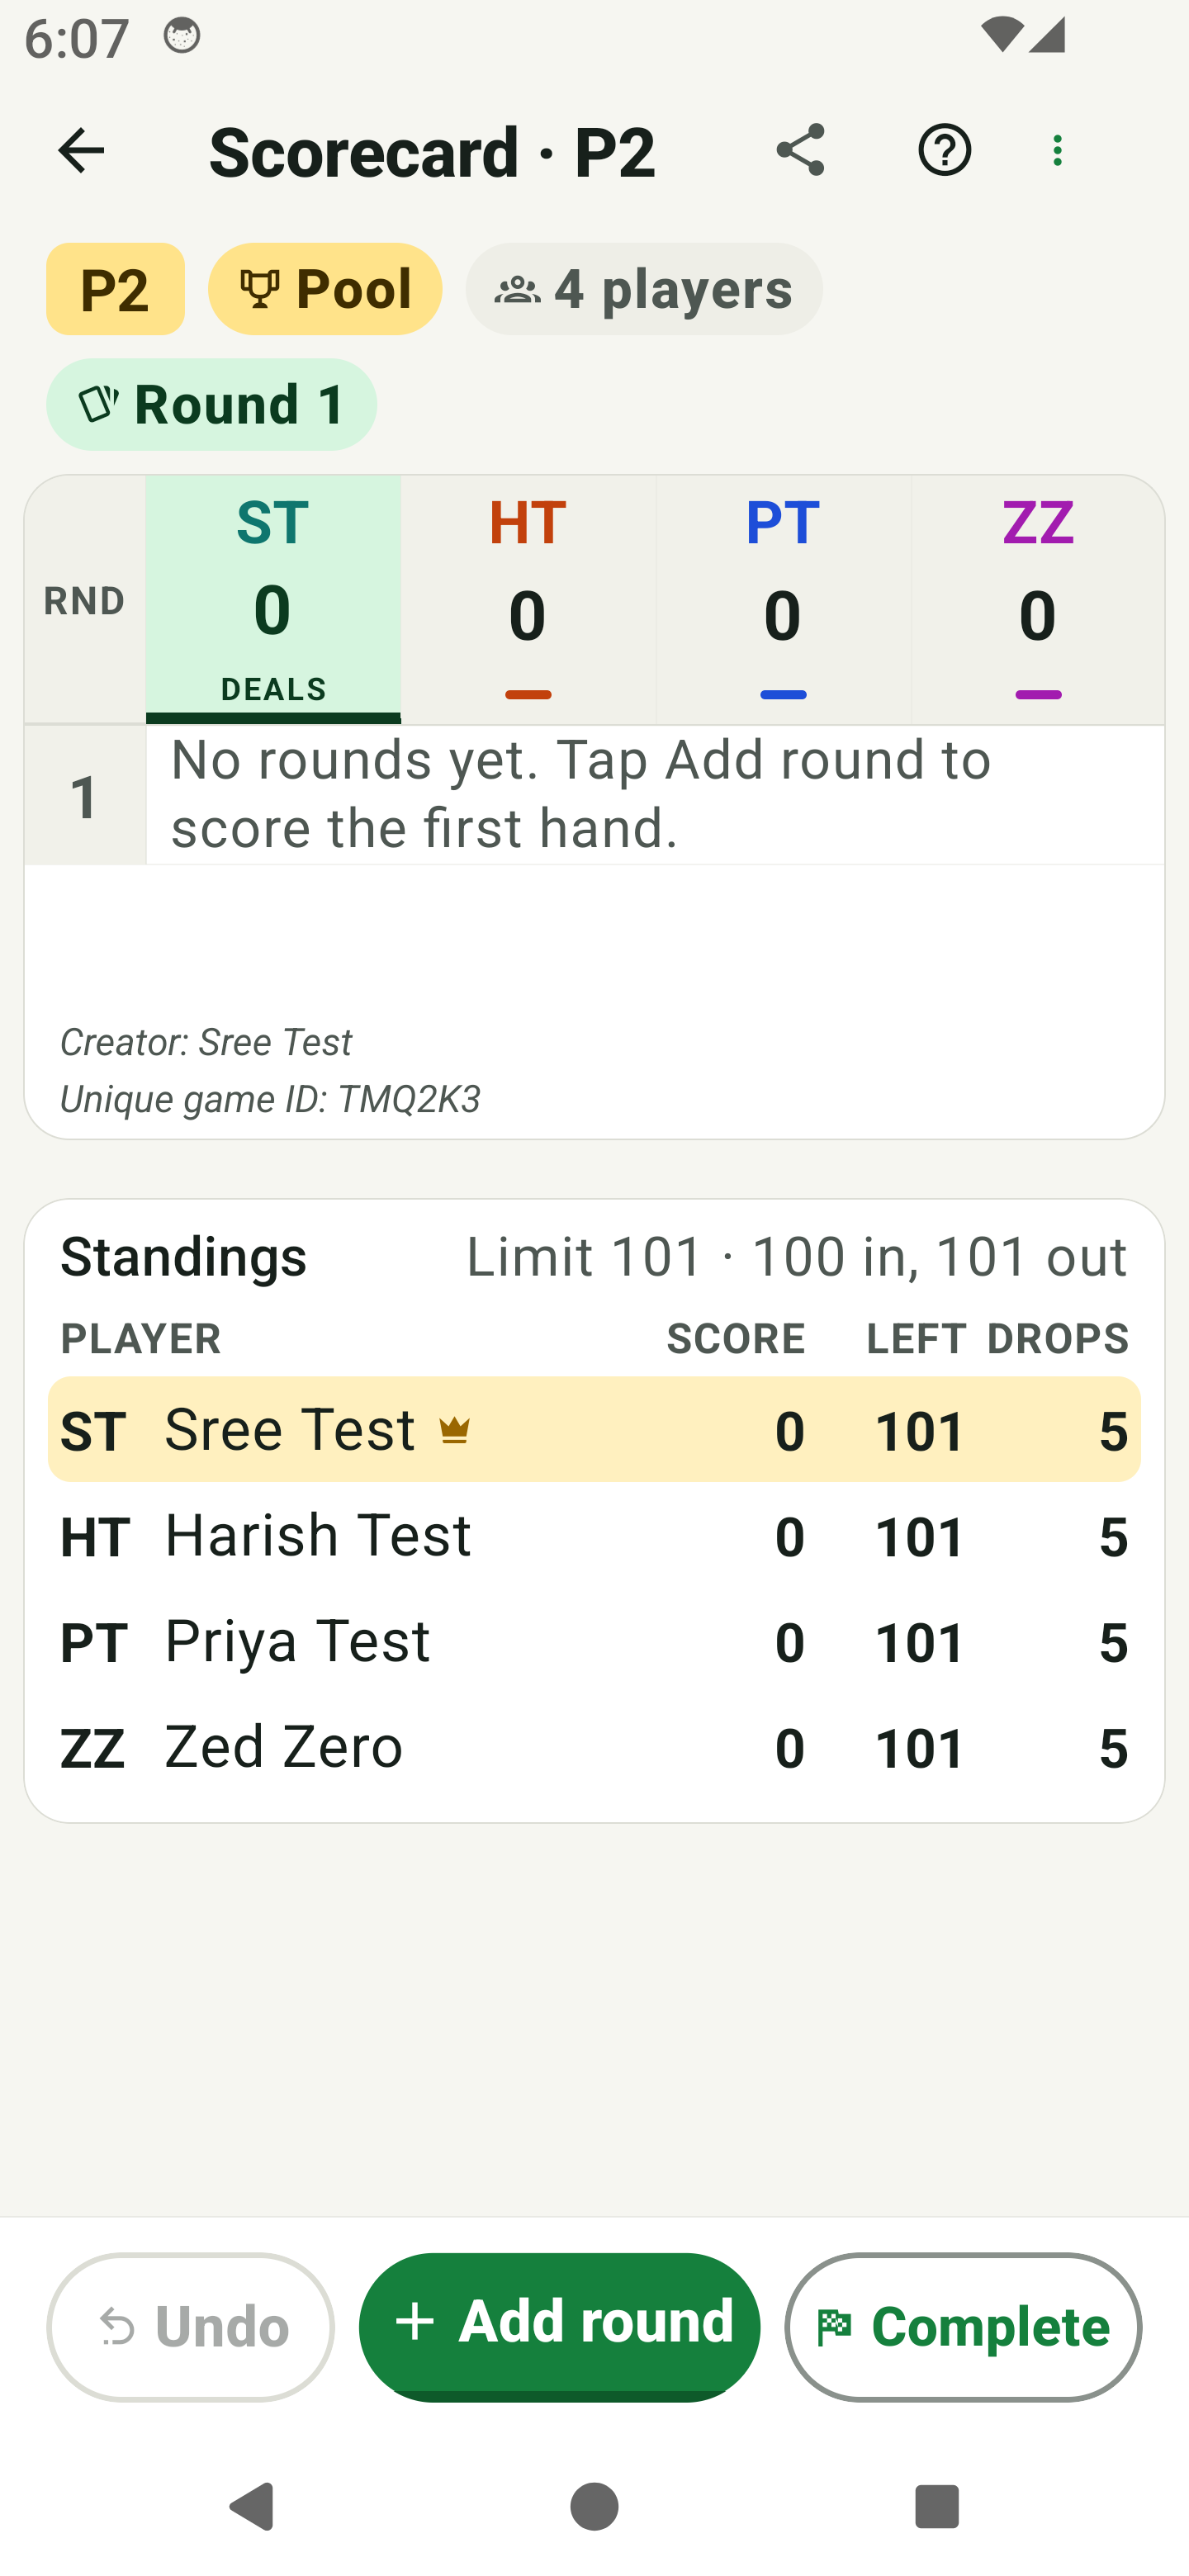 6:07
Scorecard · P2
P2 Pool 4 players
Round 1
RND ST HT PT ZZ
0 0 0 0
DEALS
1 No rounds yet. Tap Add round to
score the first hand.
Creator: Sree Test
Unique game ID: TMQ2K3
Standings Limit 101 · 100 in, 101 out
PLAYER SCORE LEFT DROPS
ST Sree Test 0 101 5
HT Harish Test 0 101 5
PT Priya Test 0 101 5
ZZ Zed Zero 0 101 5
Undo + Add round Complete